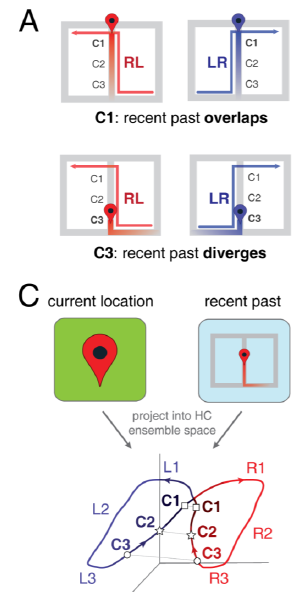 A
C1
C2
C3
RL
C1
C2
C3
LR
C1: recent past overlaps
C1
C2
C3
RL
C1
C2
C3
LR
C3: recent past diverges
C
current location
recent past
project into HC
ensemble space
L1
R1
C1
C1
L2
C2
C2
R2
C3
C3
L3
R3